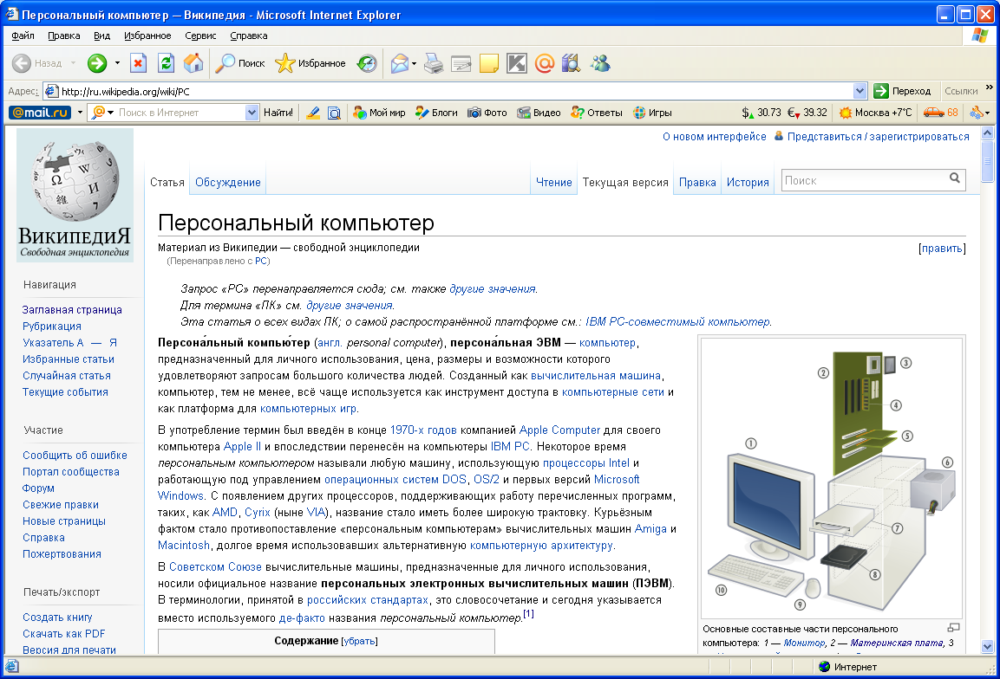 Персональный компьютер — Википедия - Microsoft Internet Explorer
Файл Правка Вид Избранное Сервис Справка
Назад Поиск Избранное
Адрес: http://ru.wikipedia.org/wiki/PC Переход Ссылки »
@mail.ru Поиск в Интернет Найти! Мой мир Блоги Фото Видео Ответы Игры $ 30.73 € 39.32 Москва +7°C 68
О новом интерфейсе Представиться / зарегистрироваться
Статья Обсуждение Чтение Текущая версия Правка История Поиск
Ω W И
ВикипедиЯ
Свободная энциклопедия
Навигация
Заглавная страница
Рубрикация
Указатель А — Я
Избранные статьи
Случайная статья
Текущие события
Участие
Сообщить об ошибке
Портал сообщества
Форум
Свежие правки
Новые страницы
Справка
Пожертвования
Печать/экспорт
Создать книгу
Скачать как PDF
Версия для печати
Персональный компьютер
Материал из Википедии — свободной энциклопедии [править]
(Перенаправлено с PC)
Запрос «PC» перенаправляется сюда; см. также другие значения.
Для термина «ПК» см. другие значения.
Эта статья о всех видах ПК; о самой распространённой платформе см.: IBM PC-совместимый компьютер.
Персона́льный компью́тер (англ. personal computer), персона́льная ЭВМ — компьютер,
предназначенный для личного использования, цена, размеры и возможности которого
удовлетворяют запросам большого количества людей. Созданный как вычислительная машина,
компьютер, тем не менее, всё чаще используется как инструмент доступа в компьютерные сети и
как платформа для компьютерных игр.
В употребление термин был введён в конце 1970-х годов компанией Apple Computer для своего
компьютера Apple II и впоследствии перенесён на компьютеры IBM PC. Некоторое время
персональным компьютером называли любую машину, использующую процессоры Intel и
работающую под управлением операционных систем DOS, OS/2 и первых версий Microsoft
Windows. С появлением других процессоров, поддерживающих работу перечисленных программ,
таких, как AMD, Cyrix (ныне VIA), название стало иметь более широкую трактовку. Курьёзным
фактом стало противопоставление «персональным компьютерам» вычислительных машин Amiga и
Macintosh, долгое время использовавших альтернативную компьютерную архитектуру.
В Советском Союзе вычислительные машины, предназначенные для личного использования,
носили официальное название персональных электронных вычислительных машин (ПЭВМ).
В терминологии, принятой в российских стандартах, это словосочетание и сегодня указывается
вместо используемого де-факто названия персональный компьютер.[1]
Содержание [убрать]
1
2
3
4
5
6
7
8
9
10
Основные составные части персонального
компьютера: 1 — Монитор, 2 — Материнская плата, 3
Интернет